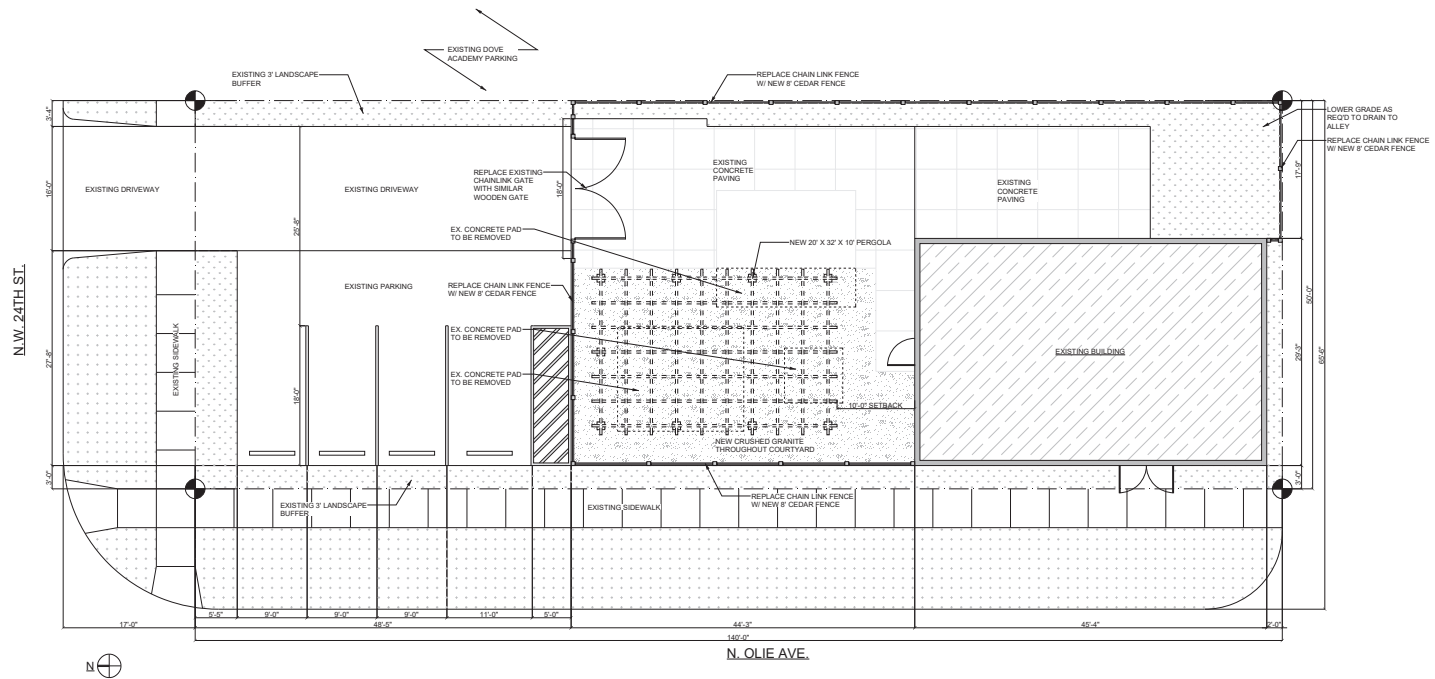 EXISTING DOVE
ACADEMY PARKING
EXISTING 3' LANDSCAPE
BUFFER
REPLACE CHAIN LINK FENCE
W/ NEW 8' CEDAR FENCE
LOWER GRADE AS
REQ'D TO DRAIN TO
ALLEY
REPLACE CHAIN LINK FENCE
W/ NEW 8' CEDAR FENCE
3'-4"
16'-0"
27'-8"
3'-0"
N.W. 24TH ST.
EXISTING DRIVEWAY
EXISTING DRIVEWAY
25'-8"
REPLACE EXISTING
CHAINLINK GATE
WITH SIMILAR
WOODEN GATE
18'-0"
EXISTING
CONCRETE
PAVING
EXISTING
CONCRETE
PAVING
17'-9"
EX. CONCRETE PAD
TO BE REMOVED
NEW 20' X 32' X 10' PERGOLA
EXISTING PARKING
REPLACE CHAIN LINK FENCE
W/ NEW 8' CEDAR FENCE
EXISTING SIDEWALK
EX. CONCRETE PAD
TO BE REMOVED
EX. CONCRETE PAD
TO BE REMOVED
18'-0"
EXISTING BUILDING
29'-3"
50'-0"
65'-6"
10'-0" SETBACK
NEW CRUSHED GRANITE
THROUGHOUT COURTYARD
3'-0"
EXISTING 3' LANDSCAPE
BUFFER
EXISTING SIDEWALK
REPLACE CHAIN LINK FENCE
W/ NEW 8' CEDAR FENCE
5'-5"
9'-0"
9'-0"
9'-0"
11'-0"
5'-0"
17'-0"
48'-5"
44'-3"
45'-4"
2'-0"
140'-0"
N. OLIE AVE.
N